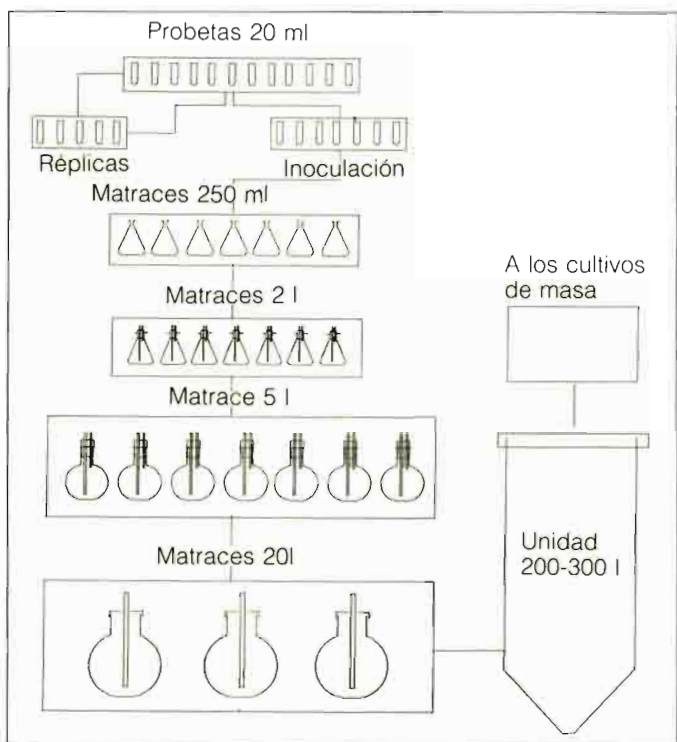 Probetas 20 ml
Réplicas
Inoculación
Matraces 250 ml
Matraces 2 l
Matrace 5 l
Matraces 20l
A los cultivos
de masa
Unidad
200-300 l